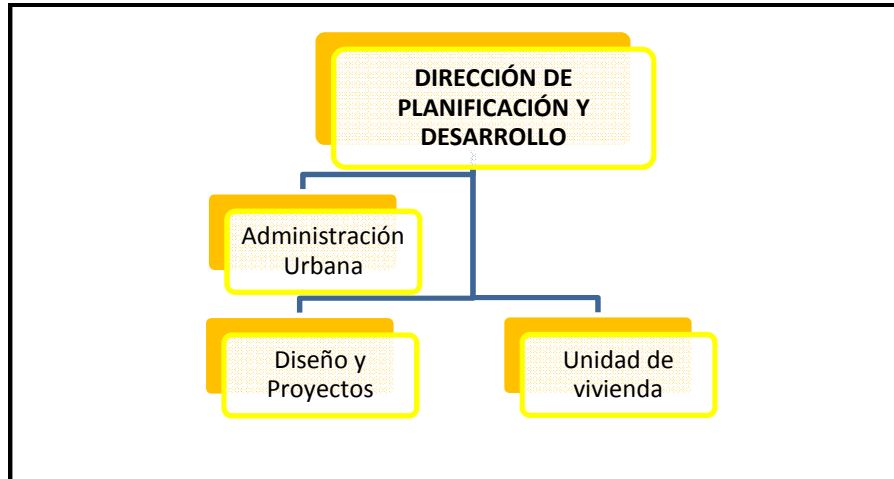 DIRECCIÓN DE
PLANIFICACIÓN Y
DESARROLLO
Administración
Urbana
Diseño y
Proyectos
Unidad de
vivienda